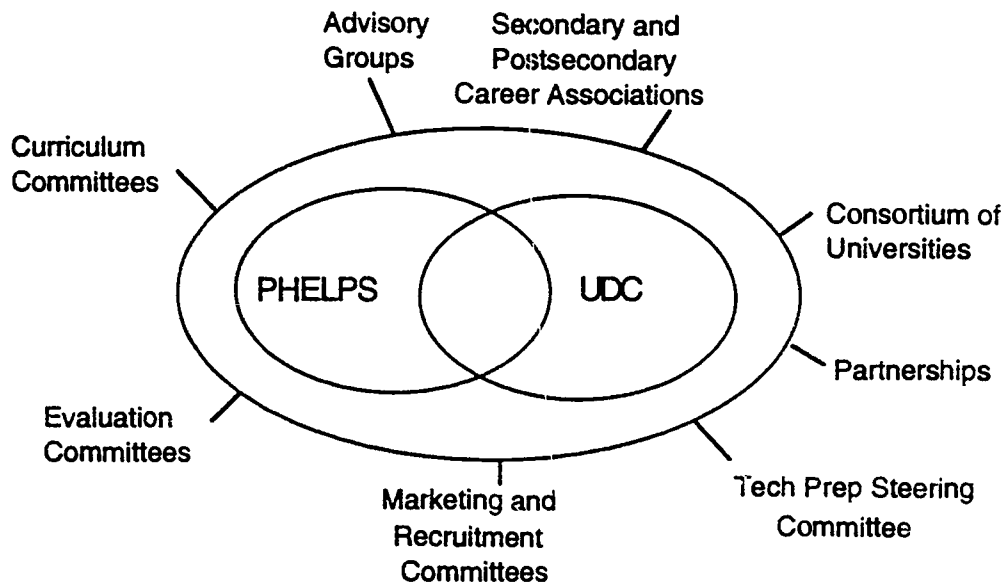 Advisory
Groups
Secondary and
Postsecondary
Career Associations
Curriculum
Committees
Consortium of
Universities
PHELPS
UDC
Partnerships
Evaluation
Committees
Tech Prep Steering
Committee
Marketing and
Recruitment
Committees